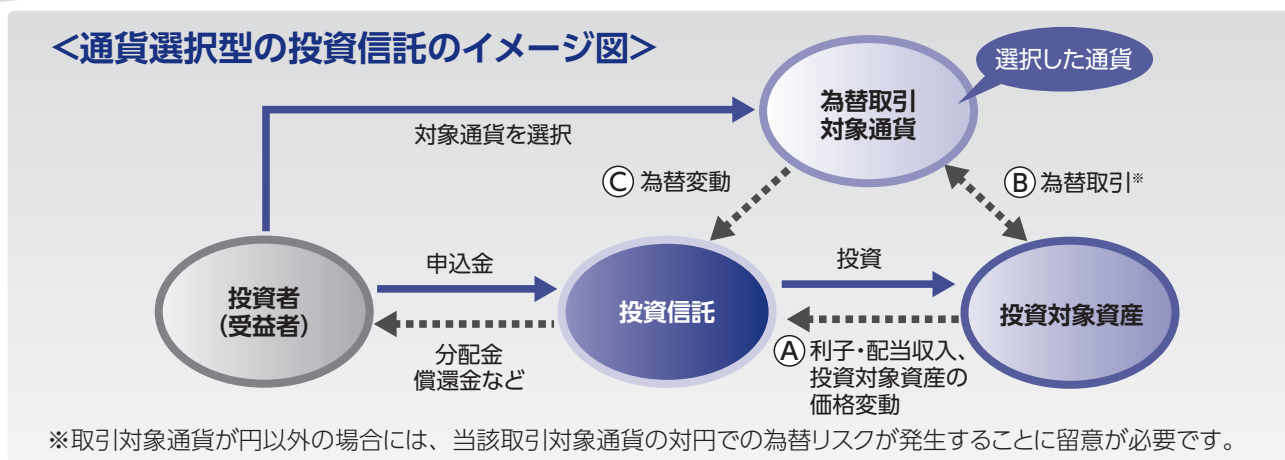 <通貨選択型の投資信託のイメージ図>
選択した通貨
為替取引
対象通貨
対象通貨を選択
Ⓒ 為替変動
Ⓑ 為替取引※
申込金
投資
投資者
(受益者)
投資信託
投資対象資産
分配金
償還金など
Ⓐ 利子・配当収入、
投資対象資産の
価格変動
※取引対象通貨が円以外の場合には、当該取引対象通貨の対円での為替リスクが発生することに留意が必要です。